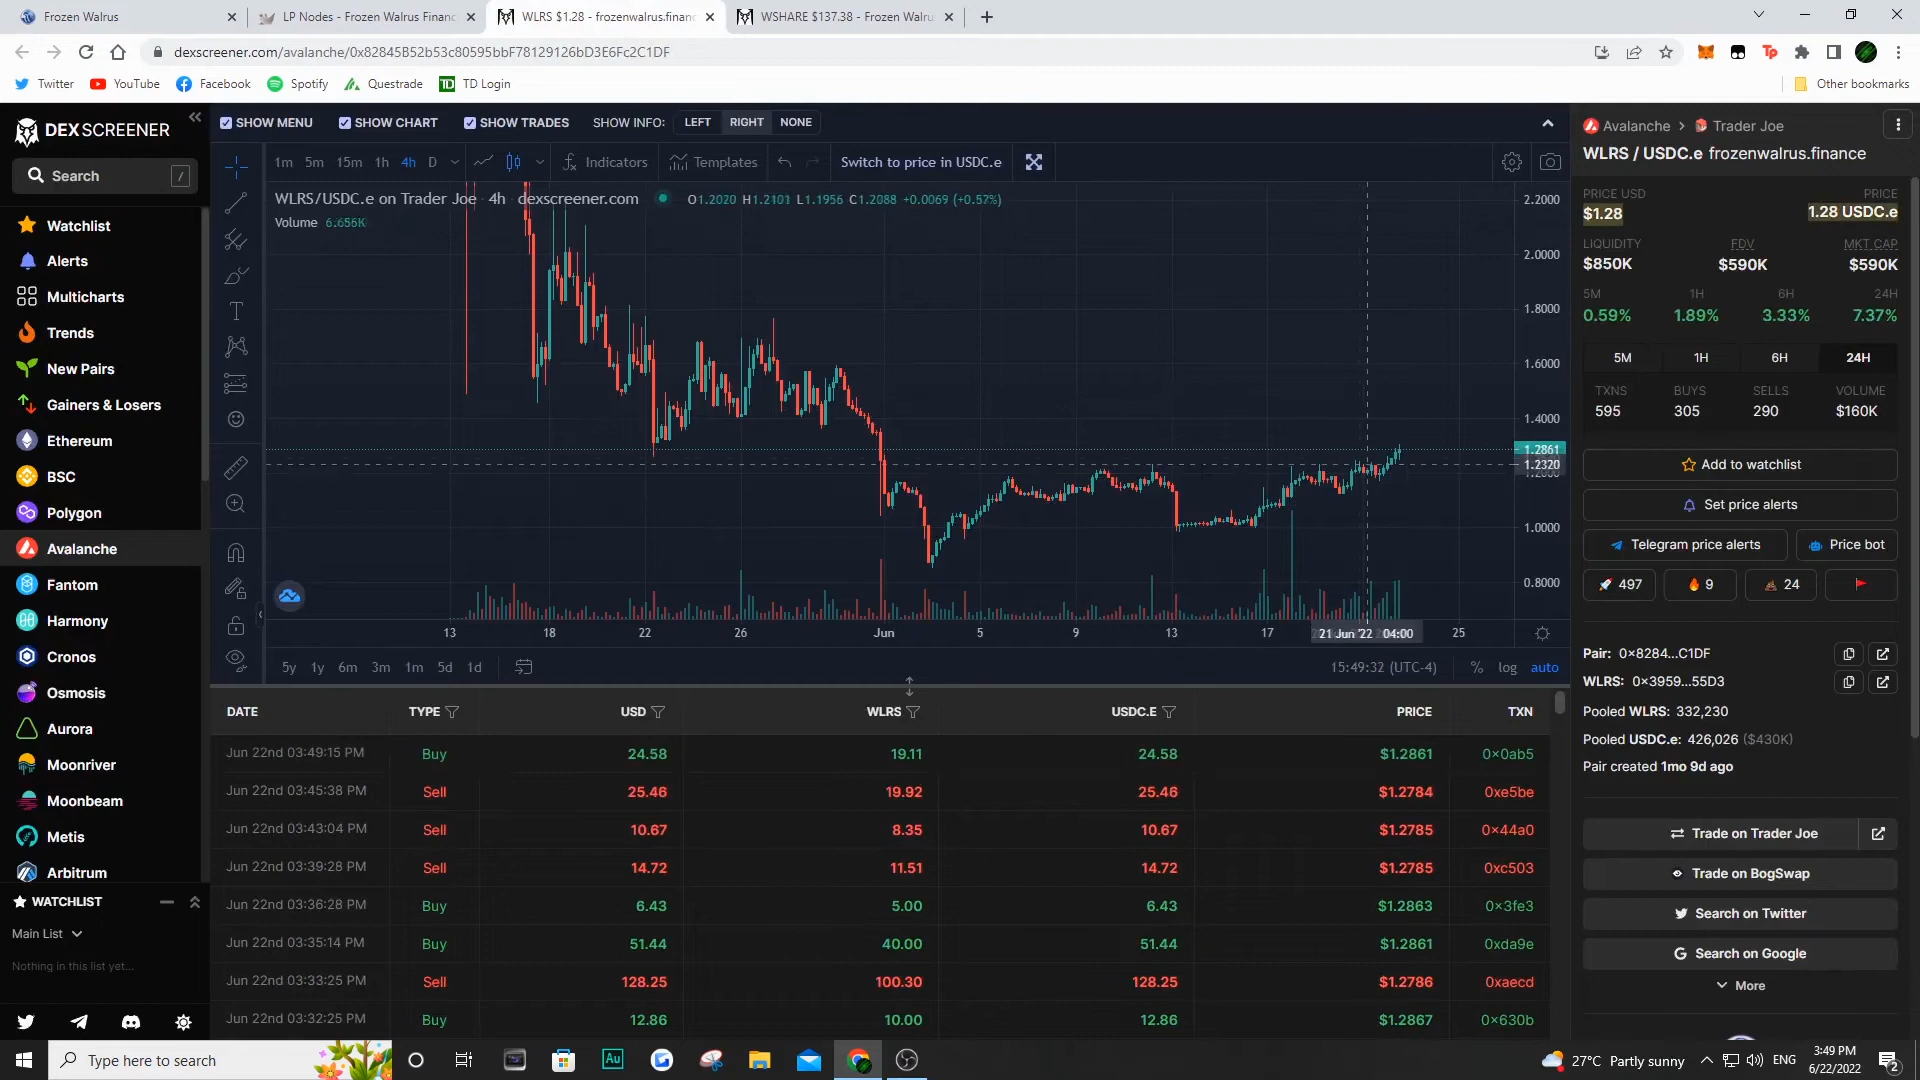 Frozen Walrus
LP Nodes - Frozen Walrus Financ
WLRS $1.28 - frozenwalrus.financ
WSHARE $137.38 - Frozen Walru
dexscreener.com/avalanche/0x82845B52b53c80595bbF78129126bD3E6Fc2C1DF
Twitter
YouTube
Facebook
Spotify
Questrade
TD Login
Other bookmarks
DEX SCREENER
Search /
Watchlist
Alerts
Multicharts
Trends
New Pairs
Gainers & Losers
Ethereum
BSC
Polygon
Avalanche
Fantom
Harmony
Cronos
Osmosis
Aurora
Moonriver
Moonbeam
Metis
Arbitrum
WATCHLIST
Main List
Nothing in this list yet...
SHOW MENU SHOW CHART SHOW TRADES SHOW INFO: LEFT RIGHT NONE
1m 5m 15m 1h 4h D Indicators Templates Switch to price in USDC.e
WLRS/USDC.e on Trader Joe · 4h · dexscreener.com O1.2020 H1.2101 L1.1956 C1.2088 +0.0069 (+0.57%)
Volume 6.656K
2.2000
2.0000
1.8000
1.6000
1.4000
1.2861
1.2320
1.0000
0.8000
13 18 22 26 Jun 5 9 13 17 21 Jun '22 04:00 25
5y 1y 6m 3m 1m 5d 1d 15:49:32 (UTC-4) % log auto
DATE TYPE USD WLRS USDC.E PRICE TXN
Jun 22nd 03:49:15 PM Buy 24.58 19.11 24.58 $1.2861 0x0ab5
Jun 22nd 03:45:38 PM Sell 25.46 19.92 25.46 $1.2784 0xe5be
Jun 22nd 03:43:04 PM Sell 10.67 8.35 10.67 $1.2785 0x44a0
Jun 22nd 03:39:28 PM Sell 14.72 11.51 14.72 $1.2785 0xc503
Jun 22nd 03:36:28 PM Buy 6.43 5.00 6.43 $1.2863 0x3fe3
Jun 22nd 03:35:14 PM Buy 51.44 40.00 51.44 $1.2861 0xda9e
Jun 22nd 03:33:25 PM Sell 128.25 100.30 128.25 $1.2786 0xaecd
Jun 22nd 03:32:25 PM Buy 12.86 10.00 12.86 $1.2867 0x630b
Avalanche > Trader Joe
WLRS / USDC.e frozenwalrus.finance
PRICE USD PRICE
$1.28 1.28 USDC.e
LIQUIDITY FDV MKT CAP
$850K $590K $590K
5M 1H 6H 24H
0.59% 1.89% 3.33% 7.37%
5M 1H 6H 24H
TXNS BUYS SELLS VOLUME
595 305 290 $160K
Add to watchlist
Set price alerts
Telegram price alerts Price bot
497 9 24
Pair: 0x8284...C1DF
WLRS: 0x3959...55D3
Pooled WLRS: 332,230
Pooled USDC.e: 426,026 ($430K)
Pair created 1mo 9d ago
Trade on Trader Joe
Trade on BogSwap
Search on Twitter
Search on Google
More
Type here to search
Au
27°C Partly sunny
ENG
3:49 PM
6/22/2022
2